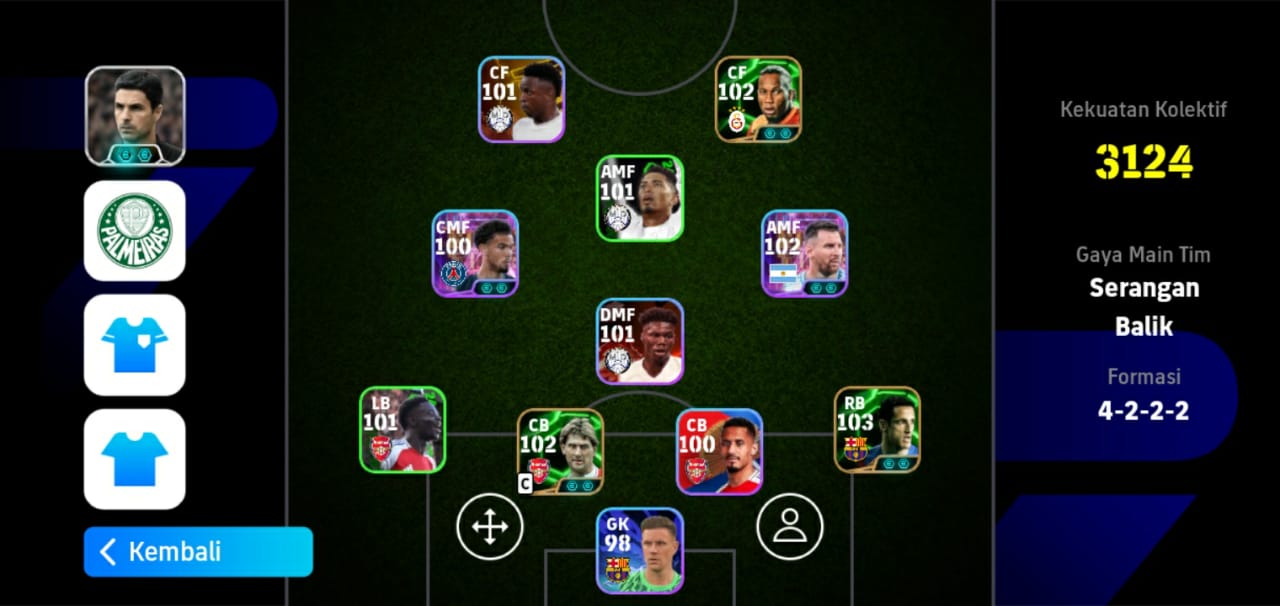 CF
101
CF
102
AMF
101
CMF
100
AMF
102
DMF
101
LB
101
CB
102
C
CB
100
RB
103
GK
98
PALMEIRAS
Kembali
Kekuatan Kolektif
3124
Gaya Main Tim
Serangan
Balik
Formasi
4-2-2-2